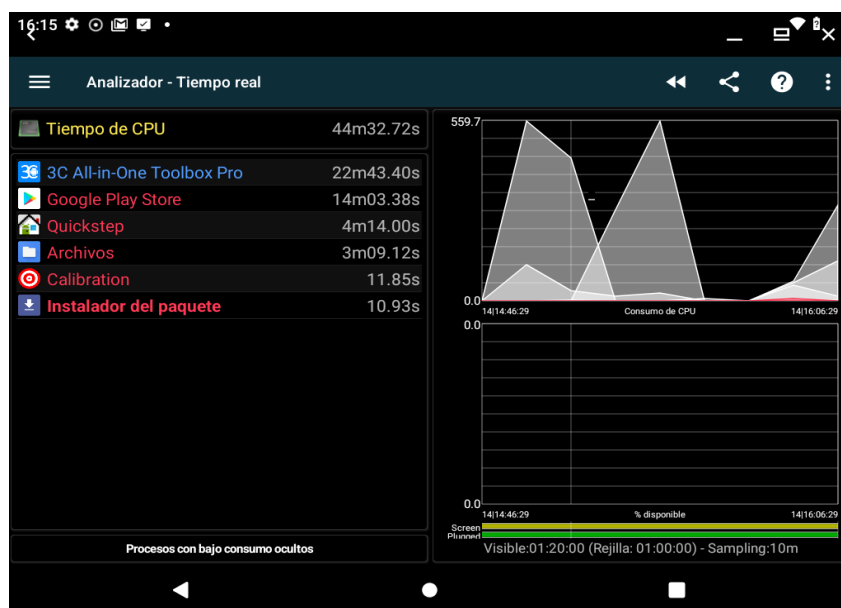 16:15
Analizador - Tiempo real
Tiempo de CPU 44m32.72s
3C All-in-One Toolbox Pro 22m43.40s
Google Play Store 14m03.38s
Quickstep 4m14.00s
Archivos 3m09.12s
Calibration 11.85s
Instalador del paquete 10.93s
Procesos con bajo consumo ocultos
559.7
0.0
14|14:46:29 Consumo de CPU 14|16:06:29
0.0
0.0
14|14:46:29 % disponible 14|16:06:29
Screen
Plugged
Visible:01:20:00 (Rejilla: 01:00:00) - Sampling:10m